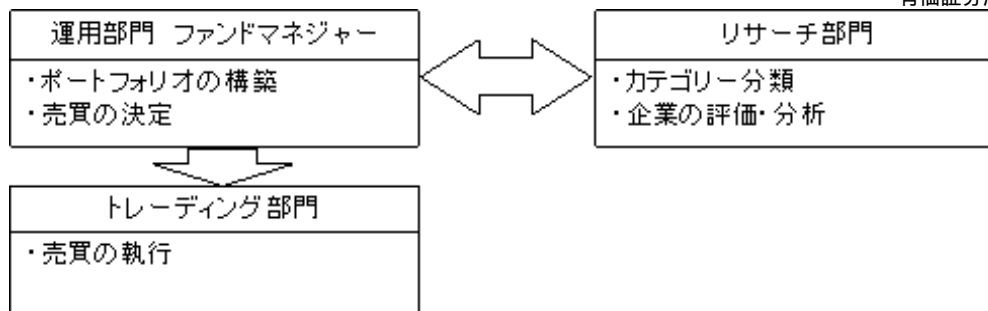 運用部門 ファンドマネジャー
・ポートフォリオの構築
・売買の決定
リサーチ部門
・カテゴリー分類
・企業の評価・分析
トレーディング部門
・売買の執行